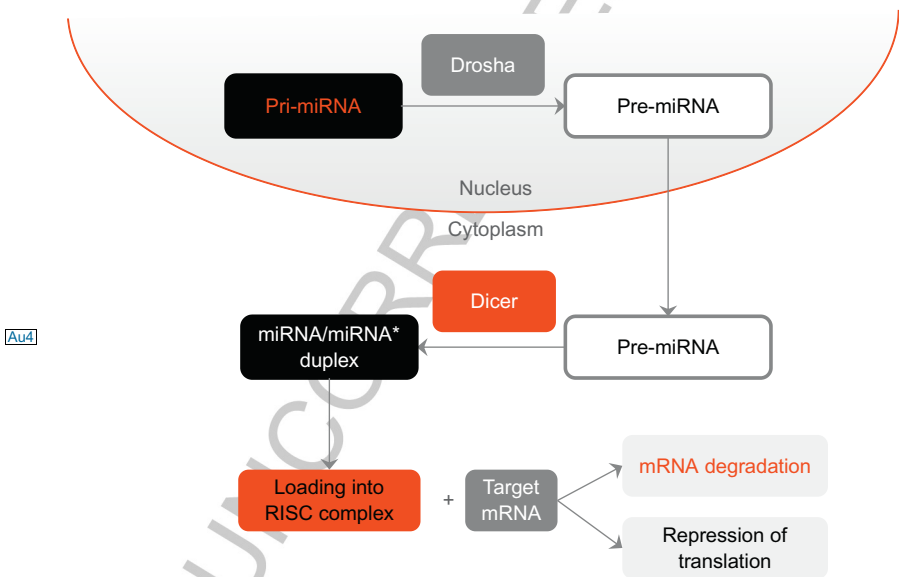 Drosha
Pri-miRNA
Pre-miRNA
Nucleus
Cytoplasm
Dicer
Au4
miRNA/miRNA*
duplex
Pre-miRNA
Loading into
RISC complex
+
Target
mRNA
mRNA degradation
Repression of
translation